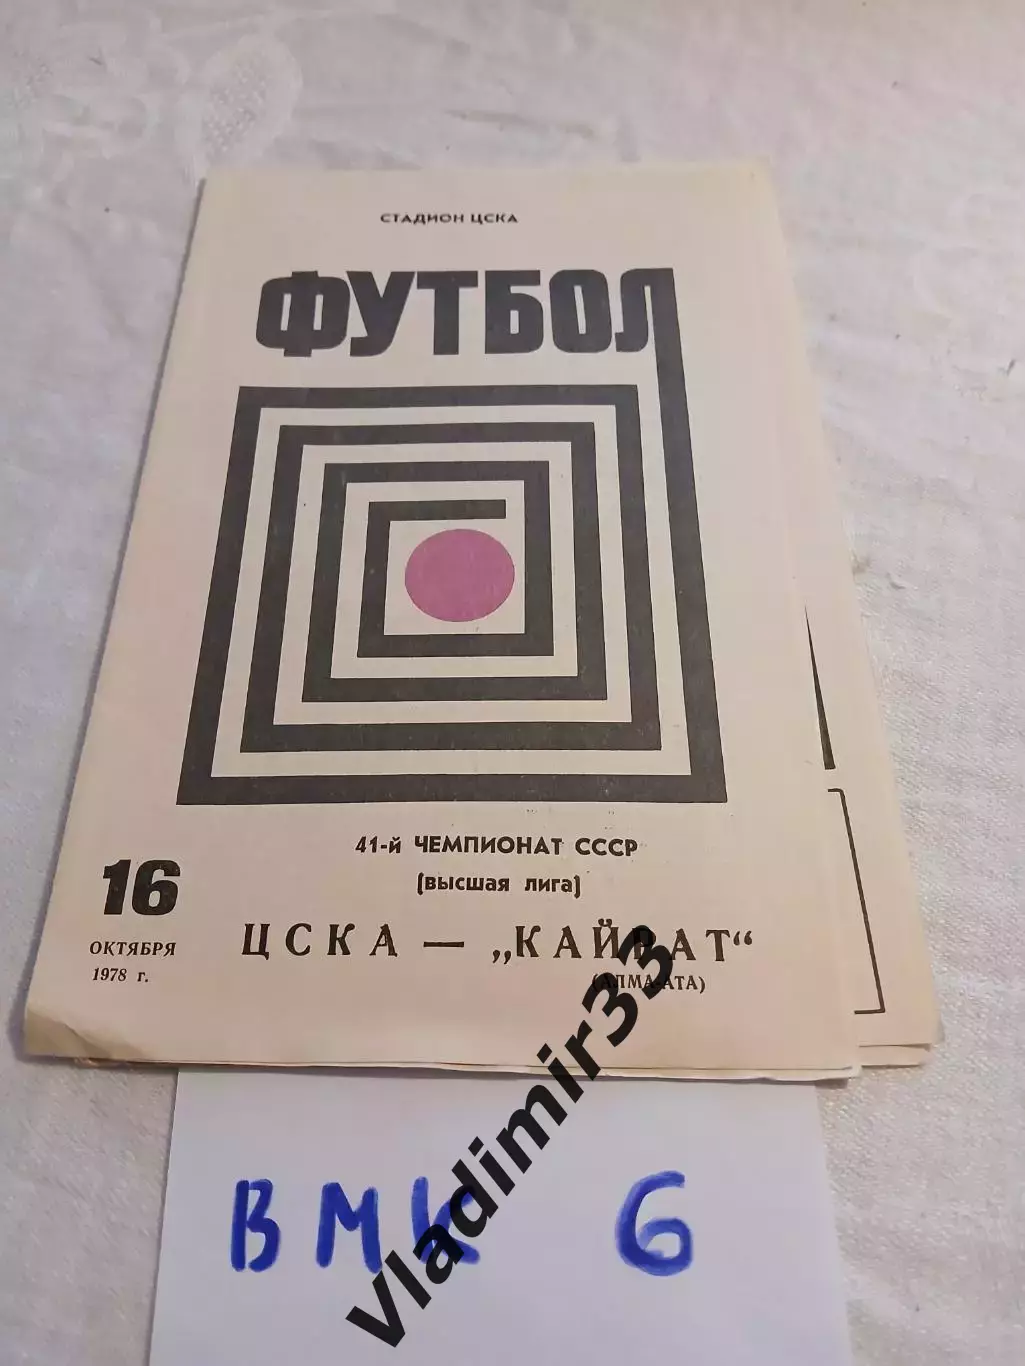 СТАДИОН ЦСКА
ФУТБОЛ
41-й ЧЕМПИОНАТ СССР
(высшая лига)
16
ОКТЯБРЯ
1978 г.
ЦСКА — „КАЙРАТ“
(АЛМА-АТА)
Vladimir33
ВМК 6